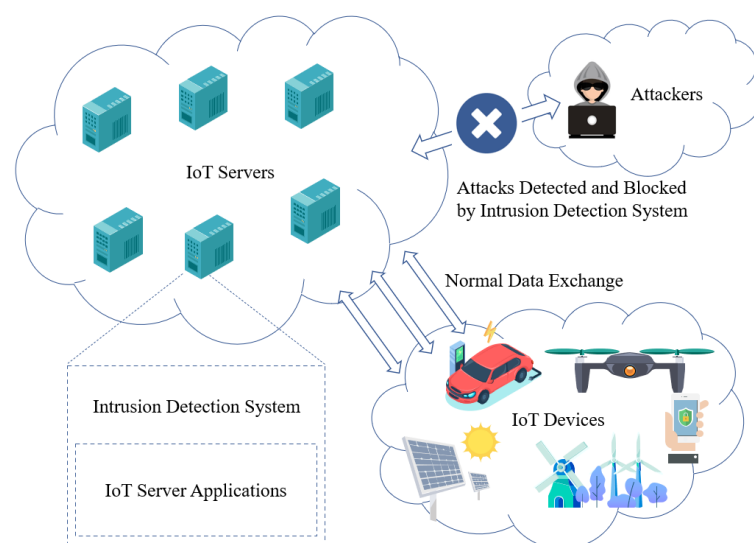 Attackers
IoT Servers
Attacks Detected and Blocked
by Intrusion Detection System
Normal Data Exchange
Intrusion Detection System
IoT Devices
IoT Server Applications